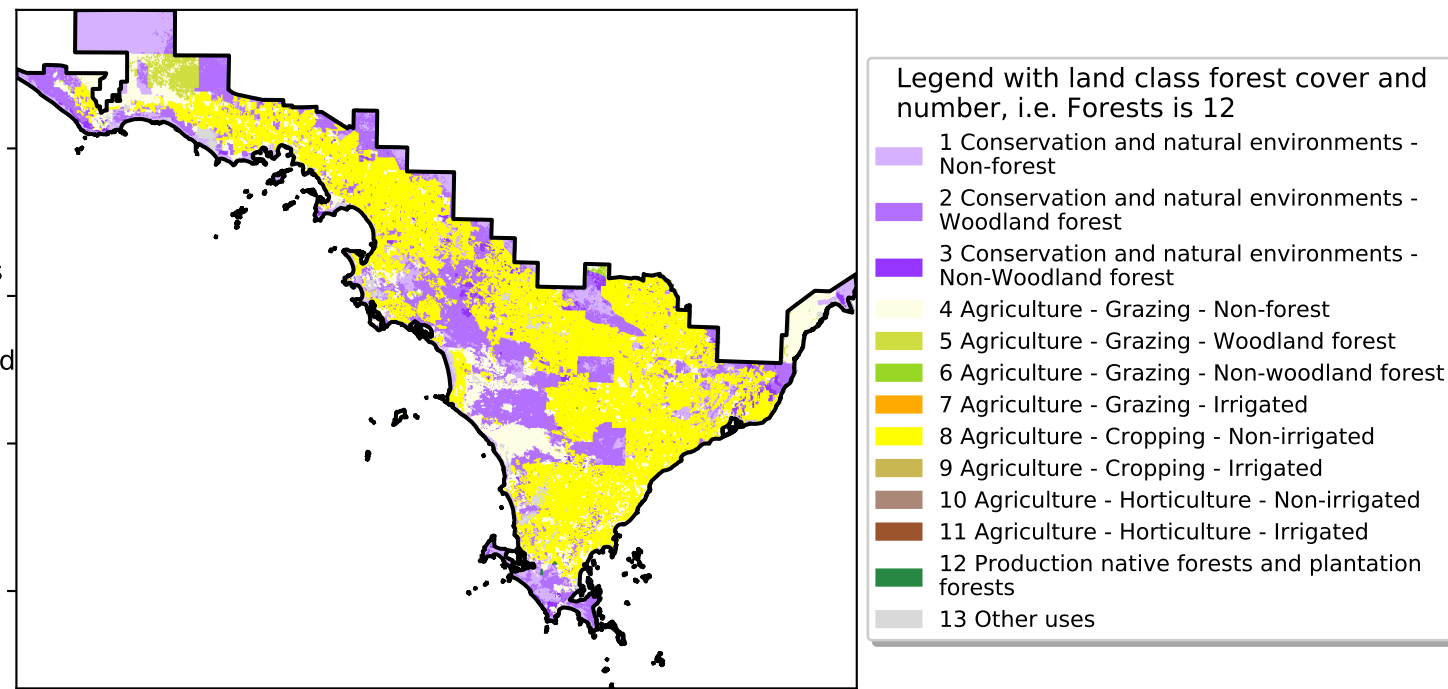 Legend with land class forest cover and
number, i.e. Forests is 12
1 Conservation and natural environments -
Non-forest
2 Conservation and natural environments -
Woodland forest
3 Conservation and natural environments -
Non-Woodland forest
4 Agriculture - Grazing - Non-forest
5 Agriculture - Grazing - Woodland forest
6 Agriculture - Grazing - Non-woodland forest
7 Agriculture - Grazing - Irrigated
8 Agriculture - Cropping - Non-irrigated
9 Agriculture - Cropping - Irrigated
10 Agriculture - Horticulture - Non-irrigated
11 Agriculture - Horticulture - Irrigated
12 Production native forests and plantation
forests
13 Other uses